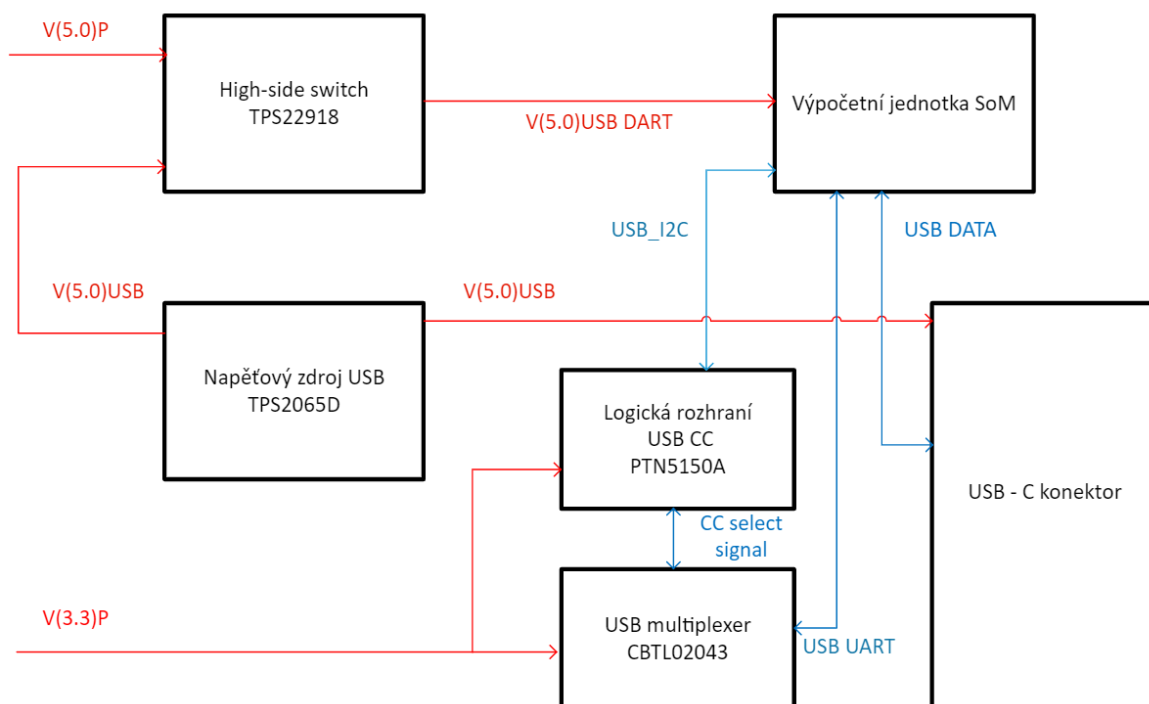 V(5.0)P
High-side switch
TPS22918
V(5.0)USB DART
Výpočetní jednotka SoM
USB_I2C
USB DATA
V(5.0)USB
V(5.0)USB
Napěťový zdroj USB
TPS2065D
Logická rozhraní
USB CC
PTN5150A
USB - C konektor
CC select
signal
V(3.3)P
USB multiplexer
CBTL02043
USB UART